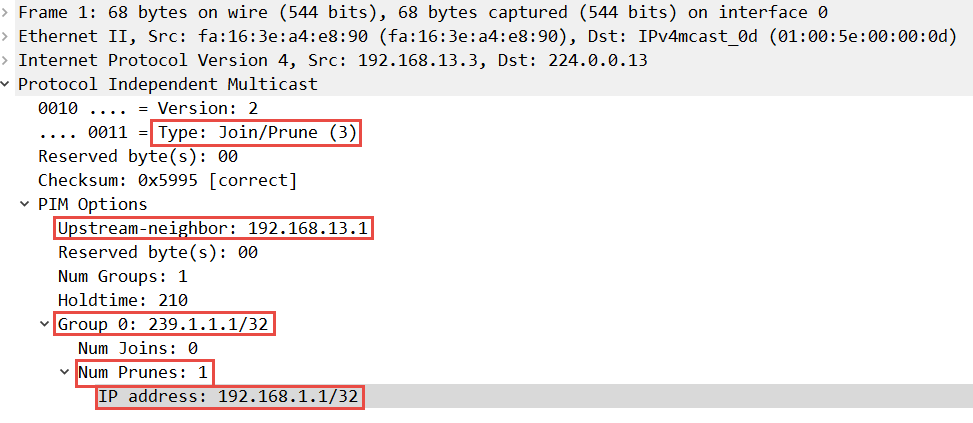 Frame 1: 68 bytes on wire (544 bits), 68 bytes captured (544 bits) on interface 0
Ethernet II, Src: fa:16:3e:a4:e8:90 (fa:16:3e:a4:e8:90), Dst: IPv4mcast_0d (01:00:5e:00:00:0d)
Internet Protocol Version 4, Src: 192.168.13.3, Dst: 224.0.0.13
Protocol Independent Multicast
0010 .... = Version: 2
.... 0011 = Type: Join/Prune (3)
Reserved byte(s): 00
Checksum: 0x5995 [correct]
PIM Options
Upstream-neighbor: 192.168.13.1
Reserved byte(s): 00
Num Groups: 1
Holdtime: 210
Group 0: 239.1.1.1/32
Num Joins: 0
Num Prunes: 1
IP address: 192.168.1.1/32